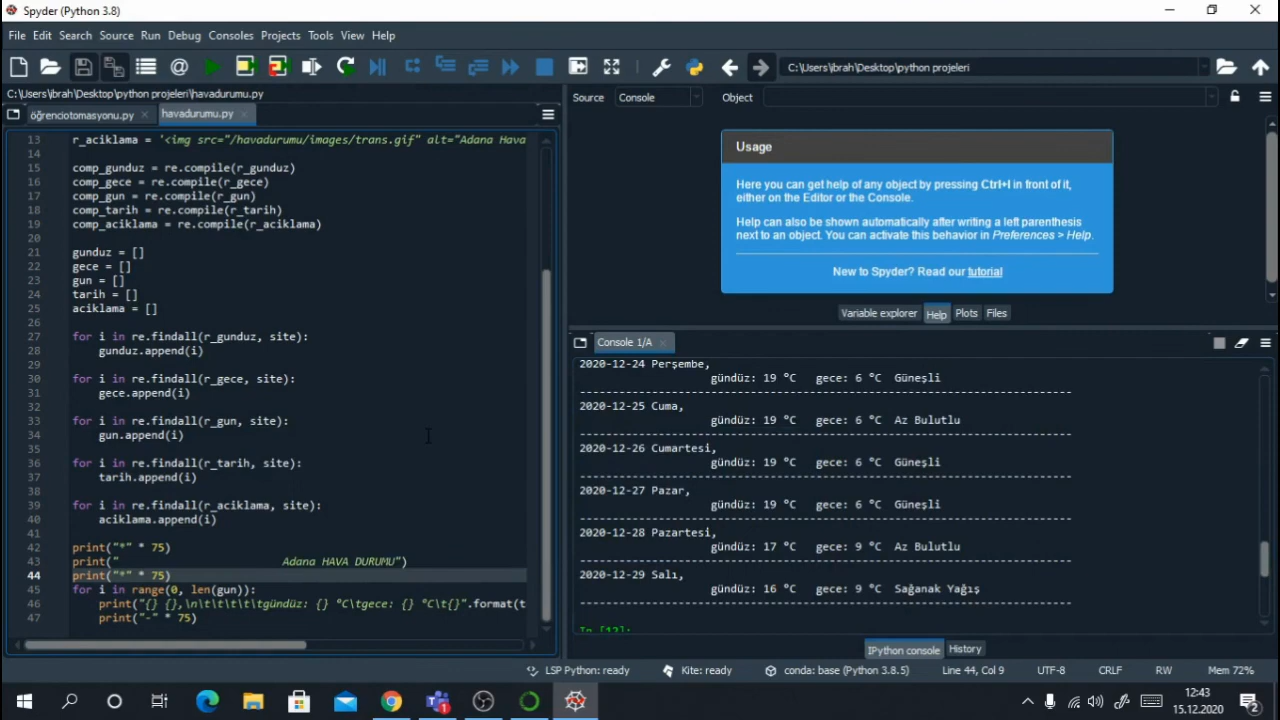 Spyder (Python 3.8)
File Edit Search Source Run Debug Consoles Projects Tools View Help
C:\Users\ibrah\Desktop\python projeleri
C:\Users\ibrah\Desktop\python projeleri\havadurumu.py
Source Console Object
öğrenciotomasyonu.py havadurumu.py
13 r_aciklama = '<img src="/havadurumu/images/trans.gif" alt="Adana Hava
14
15 comp_gunduz = re.compile(r_gunduz)
16 comp_gece = re.compile(r_gece)
17 comp_gun = re.compile(r_gun)
18 comp_tarih = re.compile(r_tarih)
19 comp_aciklama = re.compile(r_aciklama)
20
21 gunduz = []
22 gece = []
23 gun = []
24 tarih = []
25 aciklama = []
26
27 for i in re.findall(r_gunduz, site):
28 gunduz.append(i)
29
30 for i in re.findall(r_gece, site):
31 gece.append(i)
32
33 for i in re.findall(r_gun, site):
34 gun.append(i)
35
36 for i in re.findall(r_tarih, site):
37 tarih.append(i)
38
39 for i in re.findall(r_aciklama, site):
40 aciklama.append(i)
41
42 print("*" * 75)
43 print(" Adana HAVA DURUMU")
44 print("*" * 75)
45 for i in range(0, len(gun)):
46 print("{} {},\n\t\t\t\t\tgündüz: {} °C\tgece: {} °C\t{}".format(t
47 print("-" * 75)
Usage
Here you can get help of any object by pressing Ctrl+I in front of it,
either on the Editor or the Console.
Help can also be shown automatically after writing a left parenthesis
next to an object. You can activate this behavior in Preferences > Help.
New to Spyder? Read our tutorial
Variable explorer Help Plots Files
Console 1/A
2020-12-24 Perşembe,
gündüz: 19 °C gece: 6 °C Güneşli
---------------------------------------------------------------------------
2020-12-25 Cuma,
gündüz: 19 °C gece: 6 °C Az Bulutlu
---------------------------------------------------------------------------
2020-12-26 Cumartesi,
gündüz: 19 °C gece: 6 °C Güneşli
---------------------------------------------------------------------------
2020-12-27 Pazar,
gündüz: 19 °C gece: 6 °C Güneşli
---------------------------------------------------------------------------
2020-12-28 Pazartesi,
gündüz: 17 °C gece: 9 °C Az Bulutlu
---------------------------------------------------------------------------
2020-12-29 Salı,
gündüz: 16 °C gece: 9 °C Sağanak Yağış
---------------------------------------------------------------------------
In [12]:
IPython console History
LSP Python: ready Kite: ready conda: base (Python 3.8.5) Line 44, Col 9 UTF-8 CRLF RW Mem 72%
12:43
15.12.2020
2